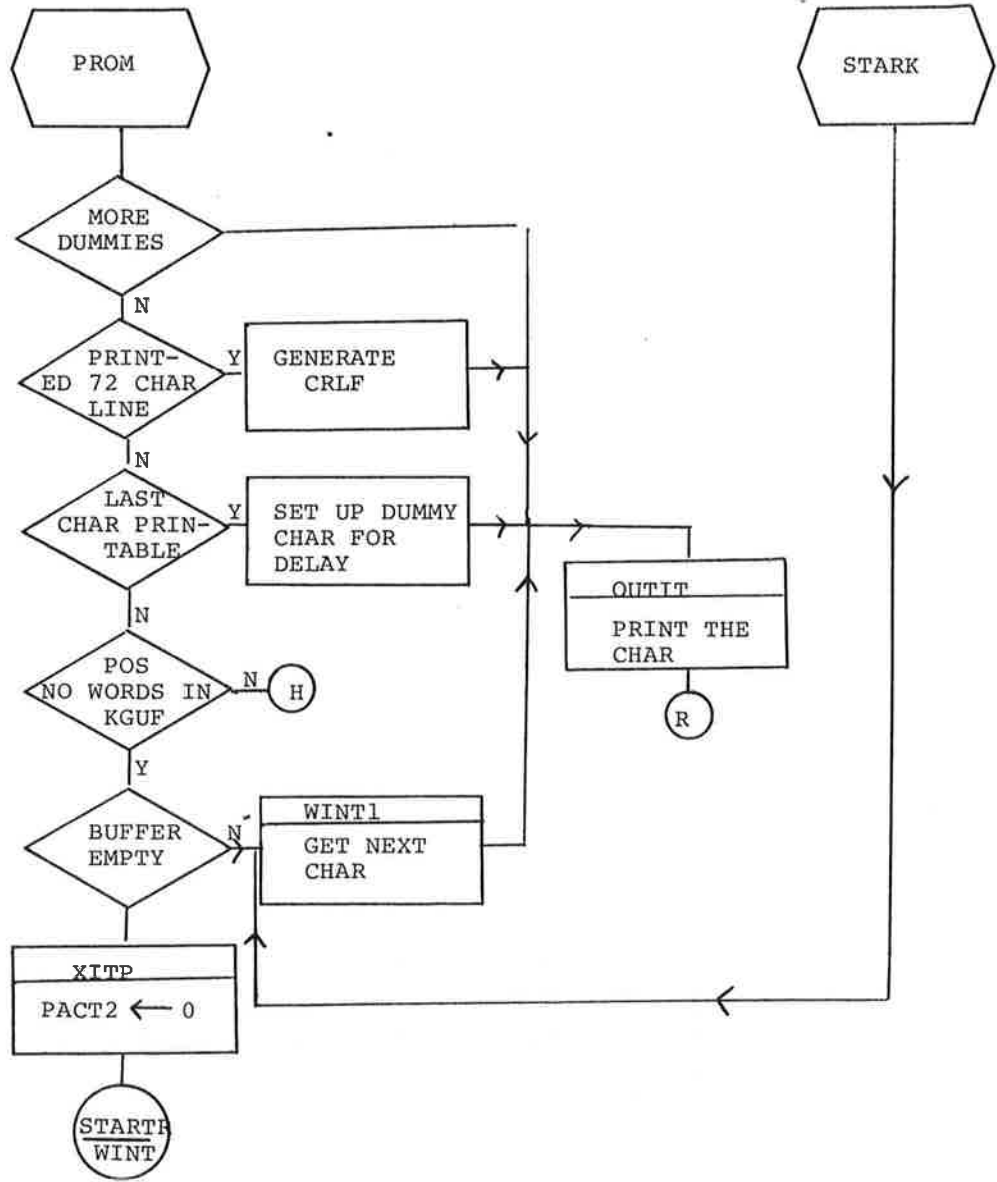 PROM
STARK
MORE
DUMMIES
N
PRINT-
ED 72 CHAR
LINE
Y
GENERATE
CRLF
N
LAST
CHAR PRIN-
TABLE
Y
SET UP DUMMY
CHAR FOR
DELAY
OUTIT
PRINT THE
CHAR
R
N
POS
NO WORDS IN
KGUF
N
H
Y
BUFFER
EMPTY
N
WINT1
GET NEXT
CHAR
XITP
PACT2 ← 0
STARTR
WINT